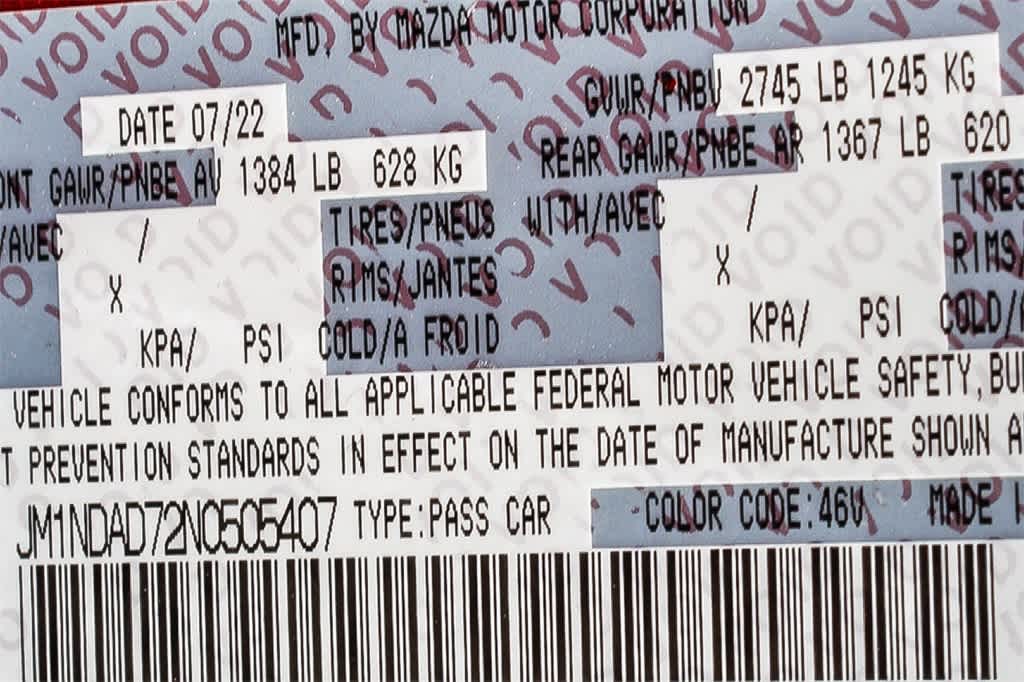 MFD. BY MAZDA MOTOR CORPORATION
DATE 07/22
GVWR/PNBV 2745 LB 1245 KG
ONT GAWR/PNBE AV 1384 LB 628 KG
REAR GAWR/PNBE AR 1367 LB 620
/AVEC / TIRES/PNEUS WITH/AVEC / TIRES
X RIMS/JANTES X RIMS/
KPA/ PSI COLD/A FROID KPA/ PSI COLD/
VEHICLE CONFORMS TO ALL APPLICABLE FEDERAL MOTOR VEHICLE SAFETY,BU
T PREVENTION STANDARDS IN EFFECT ON THE DATE OF MANUFACTURE SHOWN A
JM1NDAD72N0505407 TYPE:PASS CAR COLOR CODE:46V MADE I